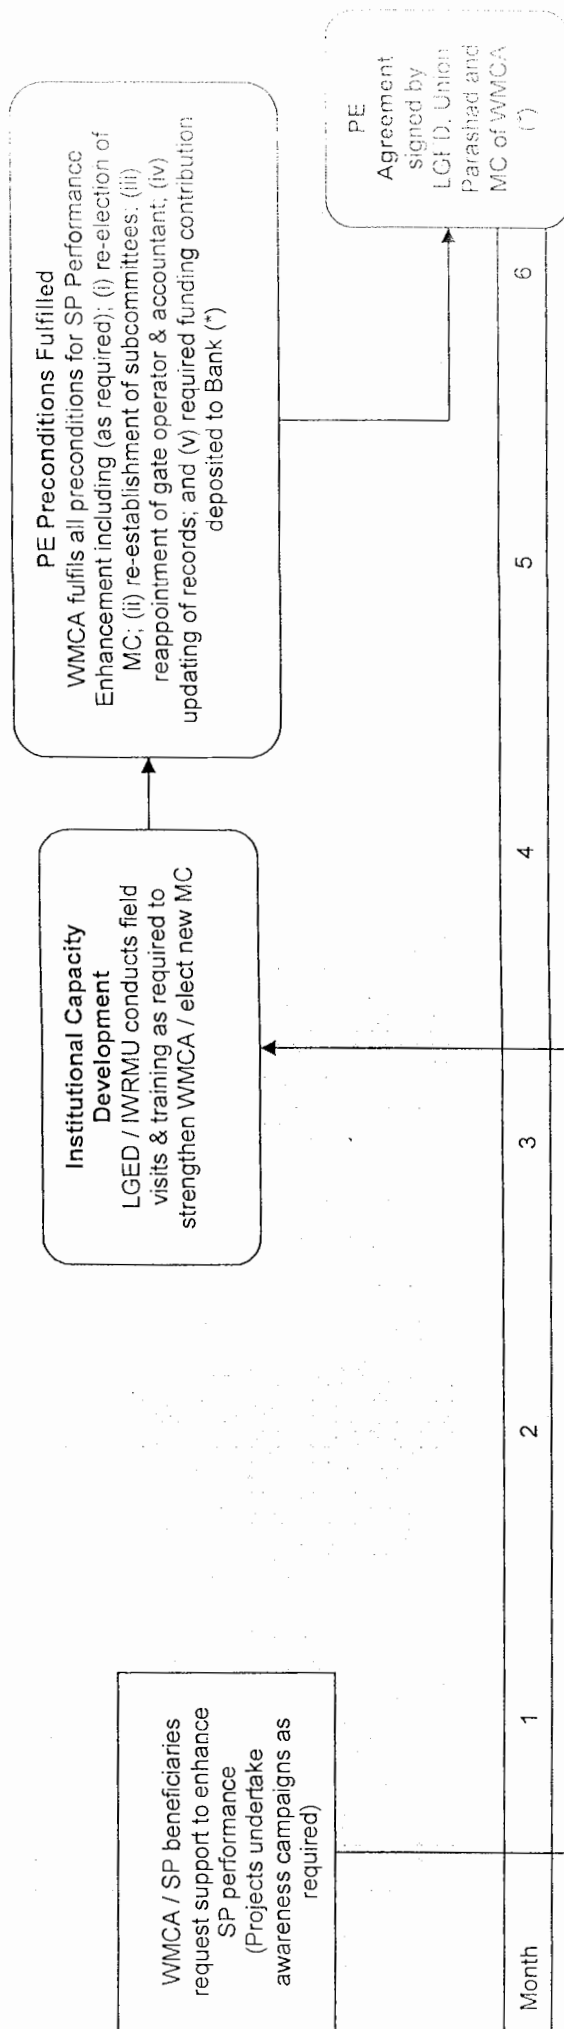 WMCA / SP beneficiaries
request support to enhance
SP performance
(Projects undertake
awareness campaigns as
required)
Institutional Capacity
Development
LGED / IWRMU conducts field
visits & training as required to
strengthen WMCA / elect new MC
PE Preconditions Fulfilled
WMCA fulfils all preconditions for SP Performance
Enhancement including (as required); (i) re-election of
MC; (ii) re-establishment of subcommittees; (iii)
reappointment of gate operator & accountant; (iv)
updating of records; and (v) required funding contribution
deposited to Bank (*)
PE
Agreement
signed by
LGED, Union
Parashad and
MC of WMCA
(*)
Month 1 2 3 4 5 6